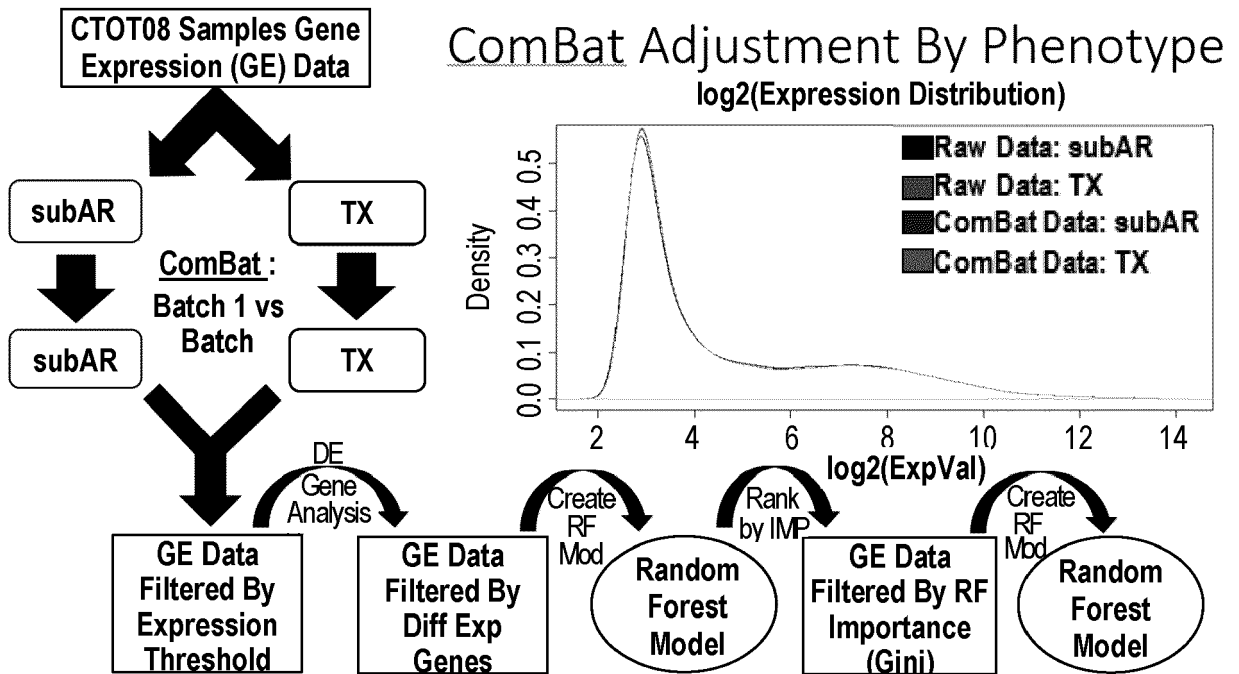 CTOT08 Samples Gene
Expression (GE) Data
ComBat Adjustment By Phenotype
log2(Expression Distribution)
Raw Data: subAR
Raw Data: TX
ComBat Data: subAR
ComBat Data: TX
Density
0.0 0.1 0.2 0.3 0.4 0.5
2 4 6 8 10 12 14
log2(ExpVal)
subAR
TX
ComBat :
Batch 1 vs
Batch
subAR
TX
DE
Gene
Analysis
Create
RF
Mod
Rank
by IMP
Create
RF
Mod
GE Data
Filtered By
Expression
Threshold
GE Data
Filtered By
Diff Exp
Genes
Random
Forest
Model
GE Data
Filtered By RF
Importance
(Gini)
Random
Forest
Model